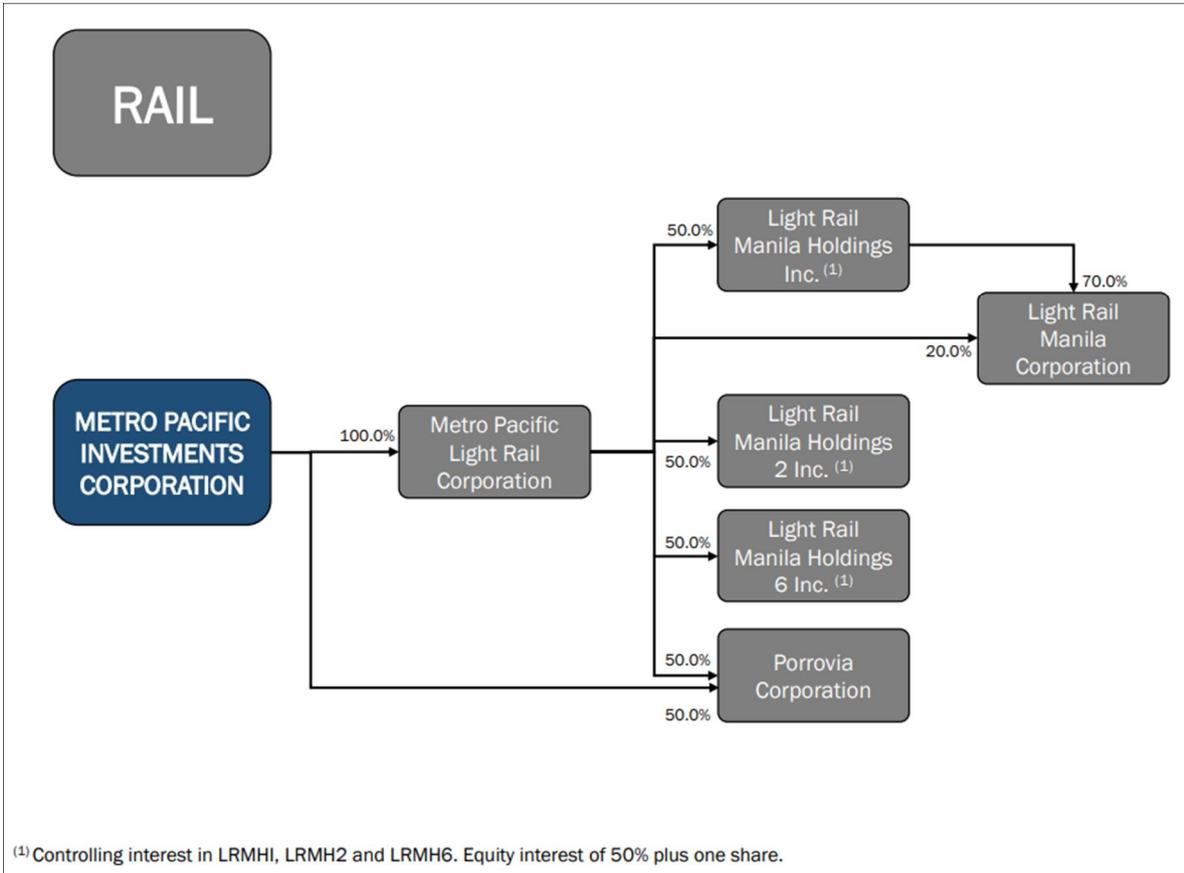 RAIL
METRO PACIFIC
INVESTMENTS
CORPORATION
100.0%
Metro Pacific
Light Rail
Corporation
50.0%
Light Rail
Manila Holdings
Inc. (1)
70.0%
Light Rail
Manila
Corporation
20.0%
Light Rail
Manila Holdings
2 Inc. (1)
50.0%
Light Rail
Manila Holdings
6 Inc. (1)
50.0%
Porrovia
Corporation
50.0%
50.0%
(1) Controlling interest in LRMHI, LRMH2 and LRMH6. Equity interest of 50% plus one share.